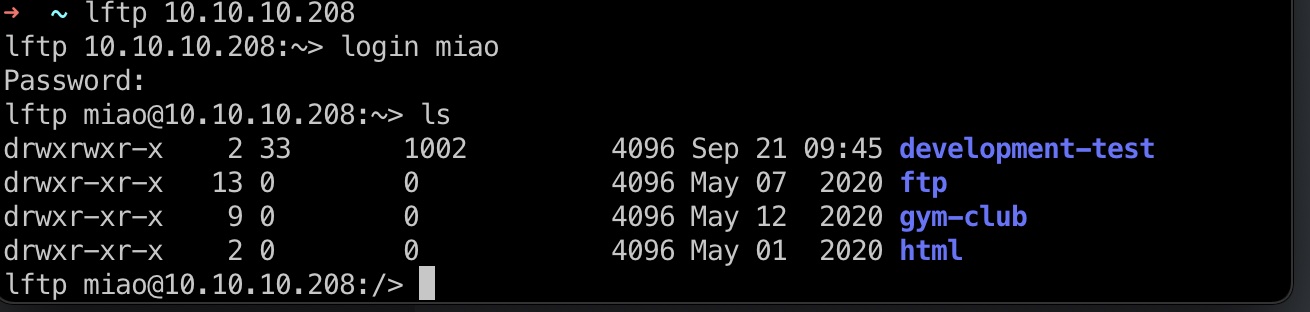 → ~ lftp 10.10.10.208
lftp 10.10.10.208:~> login miao
Password:
lftp miao@10.10.10.208:~> ls
drwxrwxr-x    2 33       1002         4096 Sep 21 09:45 development-test
drwxr-xr-x   13 0        0            4096 May 07  2020 ftp
drwxr-xr-x    9 0        0            4096 May 12  2020 gym-club
drwxr-xr-x    2 0        0            4096 May 01  2020 html
lftp miao@10.10.10.208:/>